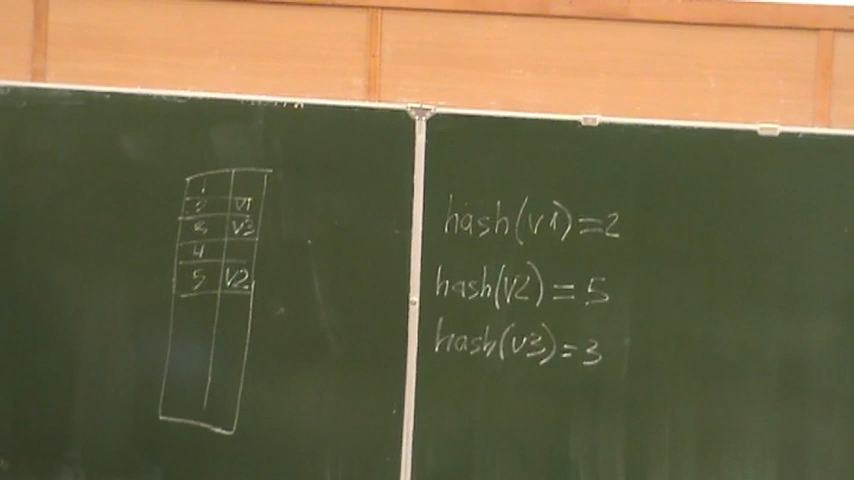 1
2 V1
3 V3
4
5 V2
hash(v1)=2
hash(V2)=5
hash(v3)=3